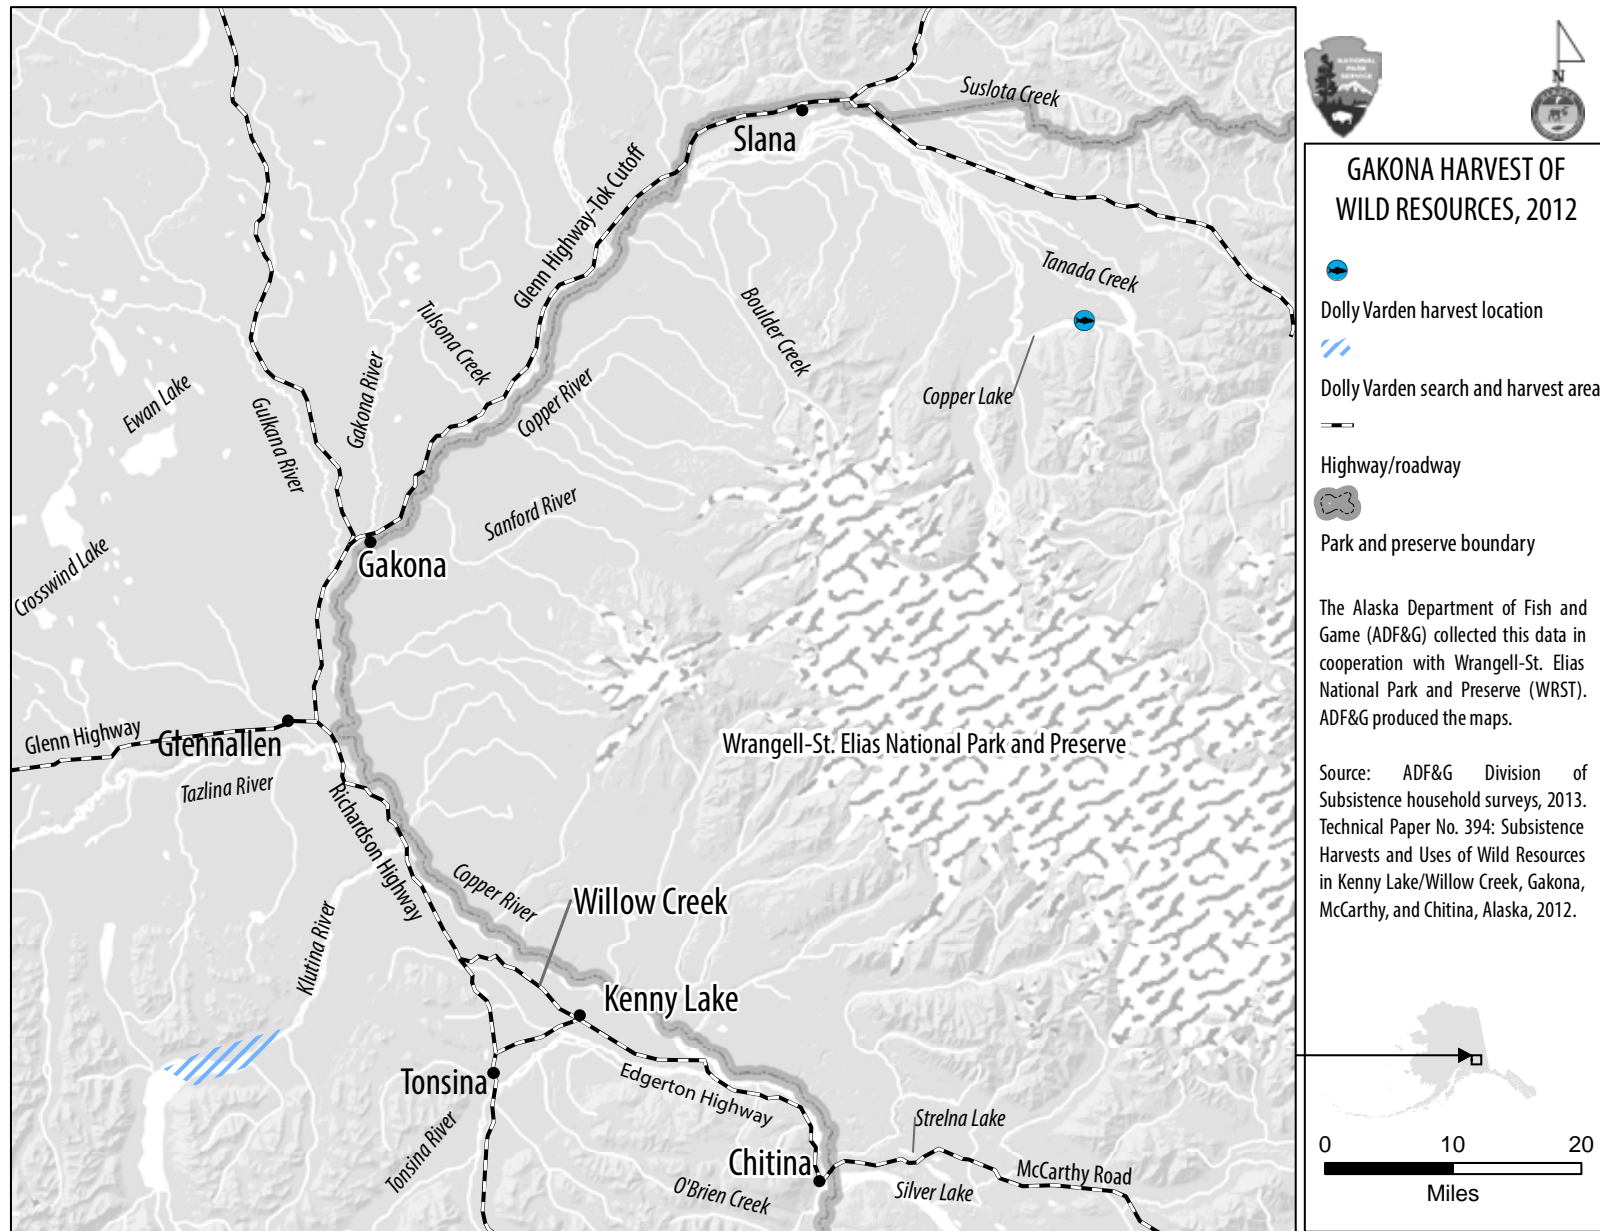 Suslota Creek
Slana
Glenn Highway-Tok Cutoff
Tanada Creek
Boulder Creek
Tulsona Creek
Copper Lake
Gakona River
Ewan Lake
Gulkana River
Copper River
Sanford River
Crosswind Lake
Gakona
Glenn Highway
Glennallen
Wrangell-St. Elias National Park and Preserve
Tazlina River
Richardson Highway
Copper River
Willow Creek
Klutina River
Kenny Lake
Tonsina
Edgerton Highway
Tonsina River
Strelna Lake
Chitina
McCarthy Road
O'Brien Creek
Silver Lake
NATIONAL
PARK
SERVICE
N
GAKONA HARVEST OF
WILD RESOURCES, 2012
Dolly Varden harvest location
Dolly Varden search and harvest area
Highway/roadway
Park and preserve boundary
The Alaska Department of Fish and
Game (ADF&G) collected this data in
cooperation with Wrangell-St. Elias
National Park and Preserve (WRST).
ADF&G produced the maps.
Source: ADF&G Division of
Subsistence household surveys, 2013.
Technical Paper No. 394: Subsistence
Harvests and Uses of Wild Resources
in Kenny Lake/Willow Creek, Gakona,
McCarthy, and Chitina, Alaska, 2012.
0 10 20
Miles